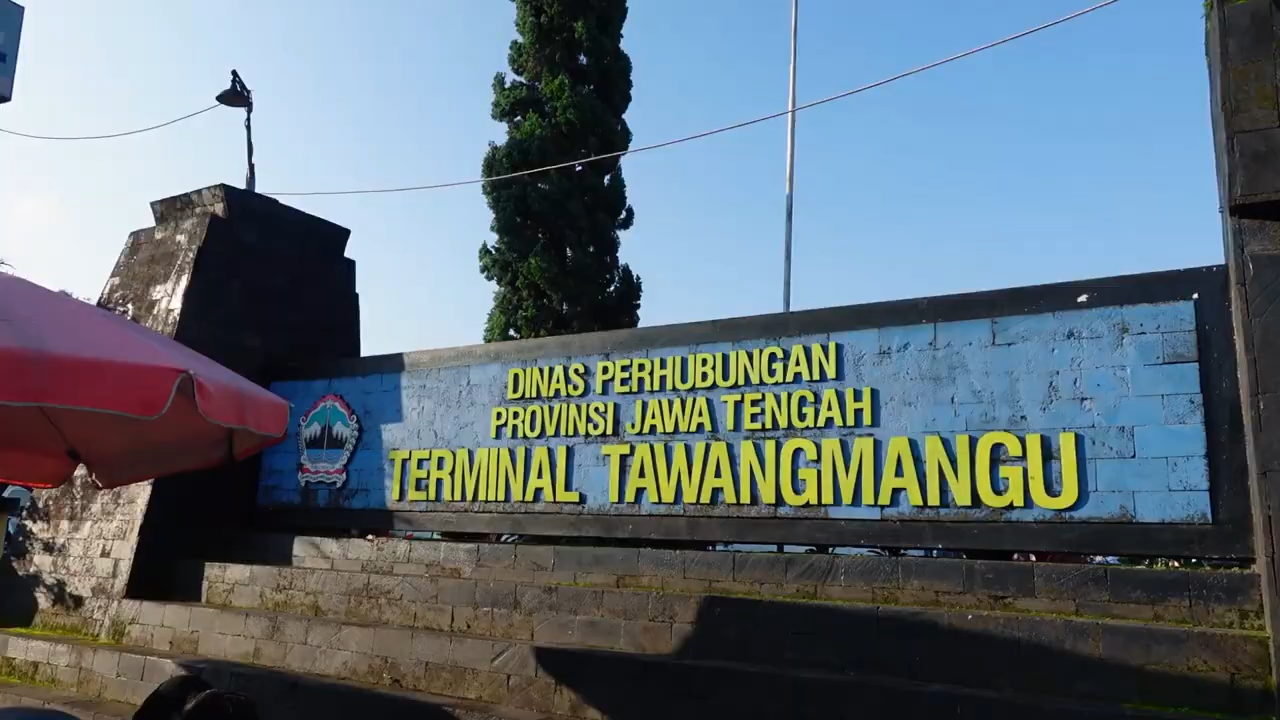 DINAS PERHUBUNGAN
PROVINSI JAWA TENGAH
TERMINAL TAWANGMANGU